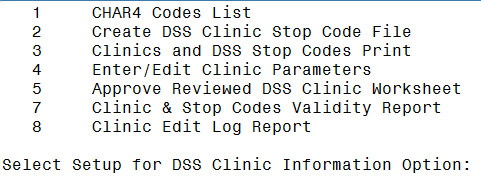 1 CHAR4 Codes List
2 Create DSS Clinic Stop Code File
3 Clinics and DSS Stop Codes Print
4 Enter/Edit Clinic Parameters
5 Approve Reviewed DSS Clinic Worksheet
7 Clinic & Stop Codes Validity Report
8 Clinic Edit Log Report
Select Setup for DSS Clinic Information Option: